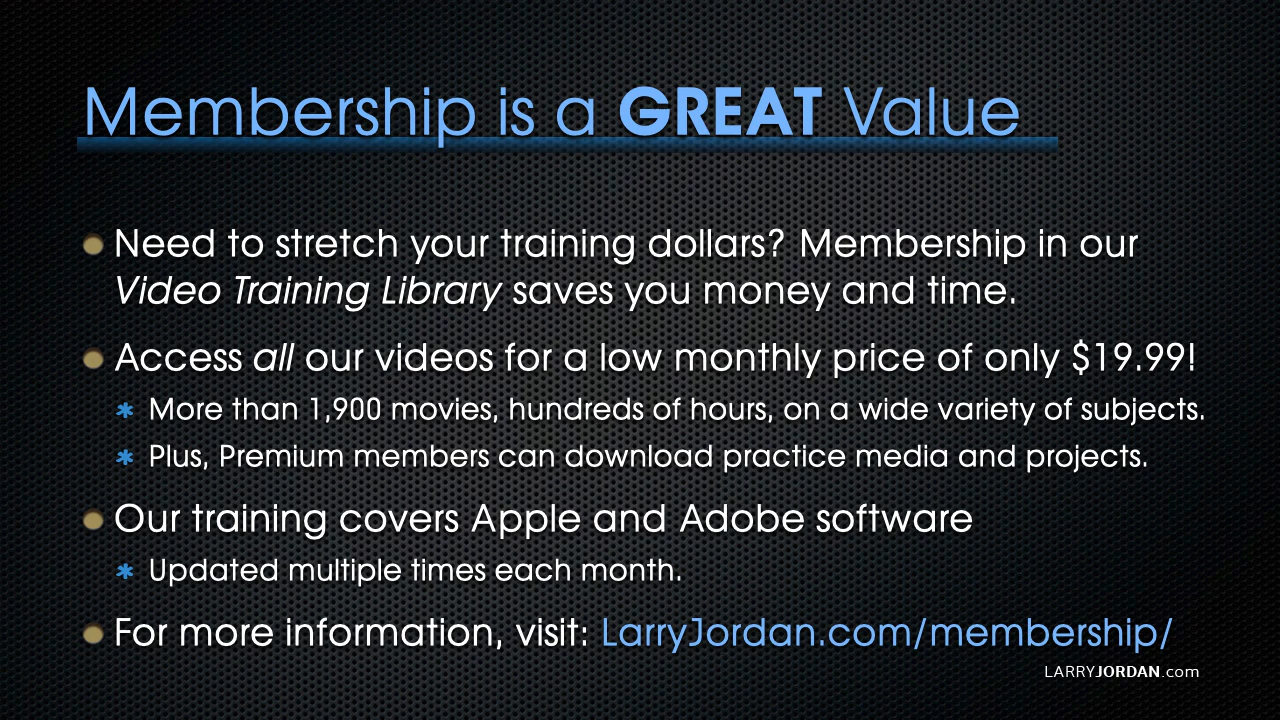 Membership is a GREAT Value
Need to stretch your training dollars? Membership in our
Video Training Library saves you money and time.
Access all our videos for a low monthly price of only $19.99!
More than 1,900 movies, hundreds of hours, on a wide variety of subjects.
Plus, Premium members can download practice media and projects.
Our training covers Apple and Adobe software
Updated multiple times each month.
For more information, visit: LarryJordan.com/membership/
LARRYJORDAN.com